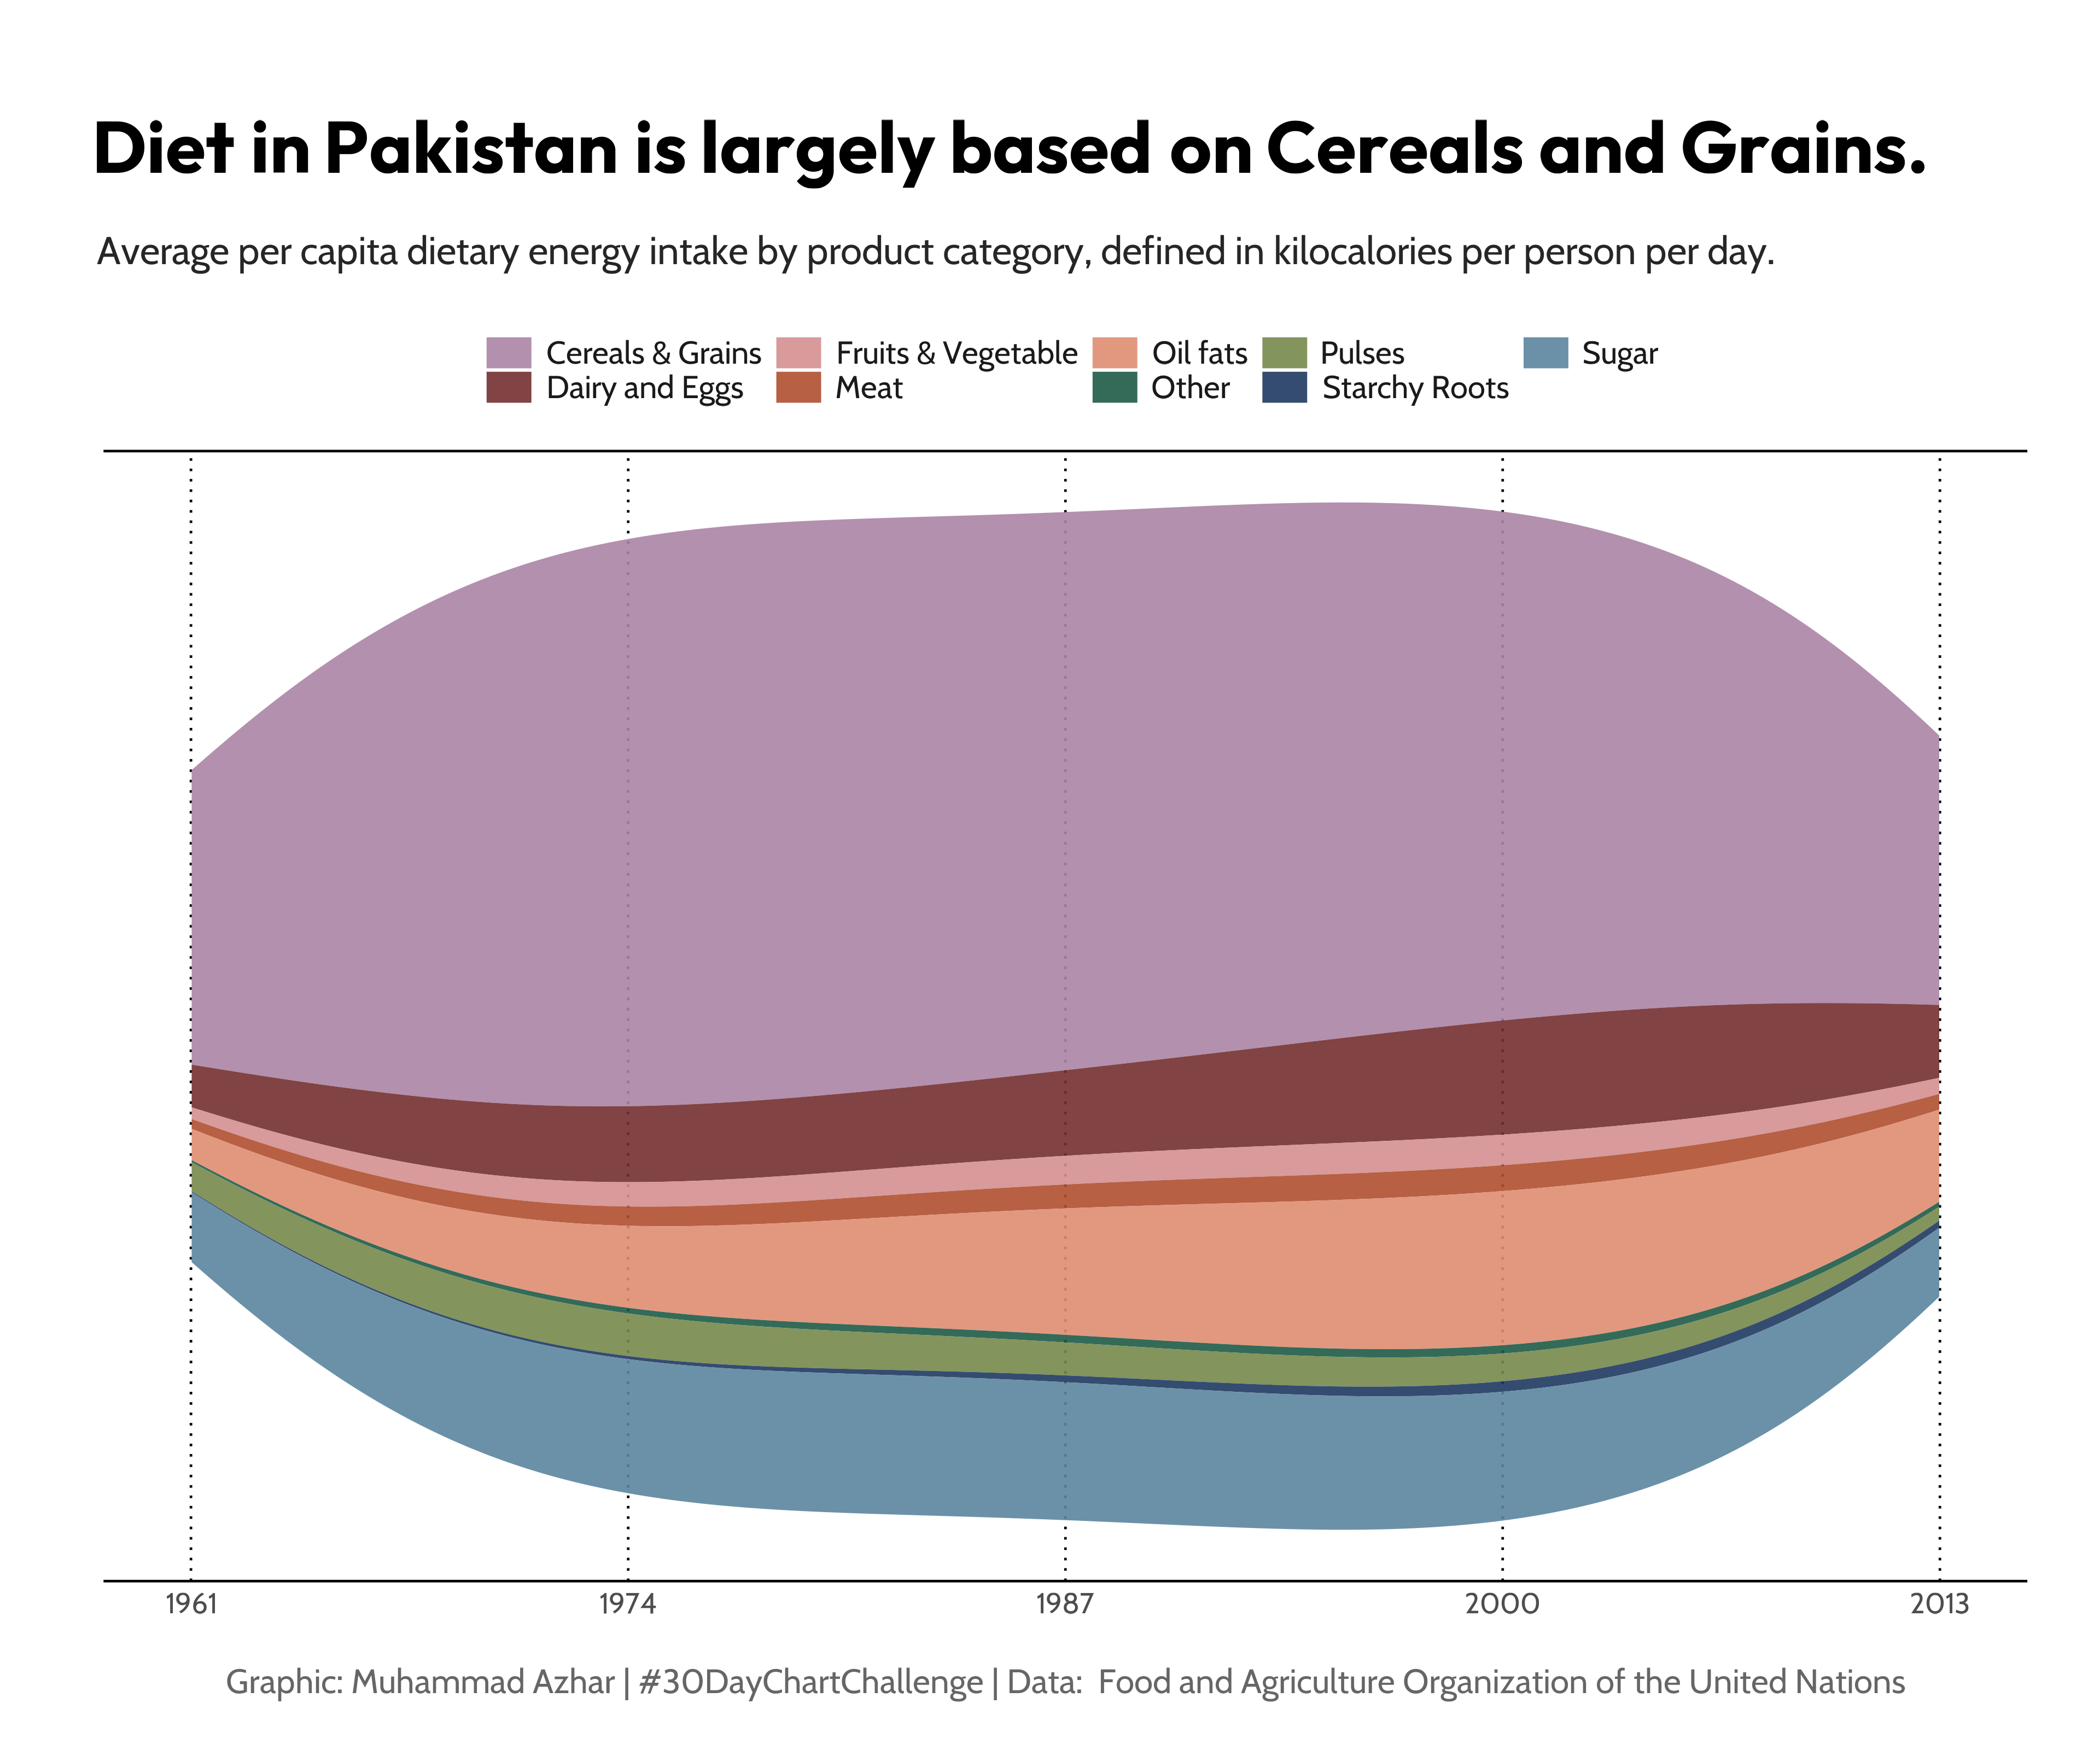 Diet in Pakistan is largely based on Cereals and Grains.
Average per capita dietary energy intake by product category, defined in kilocalories per person per day.
Cereals & Grains Fruits & Vegetable Oil fats Pulses Sugar
Dairy and Eggs Meat Other Starchy Roots
1961 1974 1987 2000 2013
Graphic: Muhammad Azhar | #30DayChartChallenge | Data: Food and Agriculture Organization of the United Nations